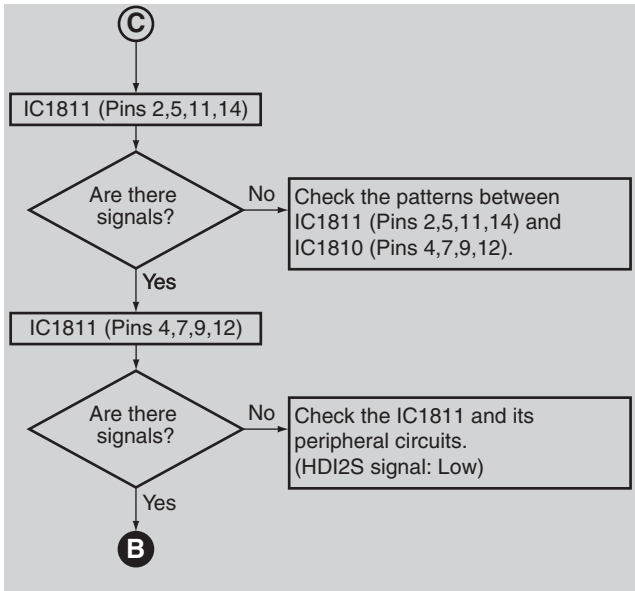 C
IC1811 (Pins 2,5,11,14)
Are there
signals?
No
Check the patterns between
IC1811 (Pins 2,5,11,14) and
IC1810 (Pins 4,7,9,12).
Yes
IC1811 (Pins 4,7,9,12)
Are there
signals?
No
Check the IC1811 and its
peripheral circuits.
(HDI2S signal: Low)
Yes
B